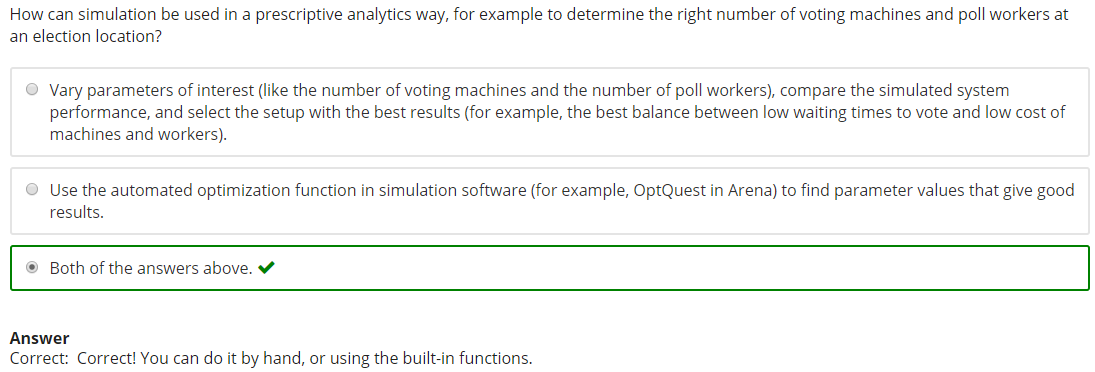 How can simulation be used in a prescriptive analytics way, for example to determine the right number of voting machines and poll workers at
an election location?
Vary parameters of interest (like the number of voting machines and the number of poll workers), compare the simulated system
performance, and select the setup with the best results (for example, the best balance between low waiting times to vote and low cost of
machines and workers).
Use the automated optimization function in simulation software (for example, OptQuest in Arena) to find parameter values that give good
results.
Both of the answers above.
Answer
Correct: Correct! You can do it by hand, or using the built-in functions.